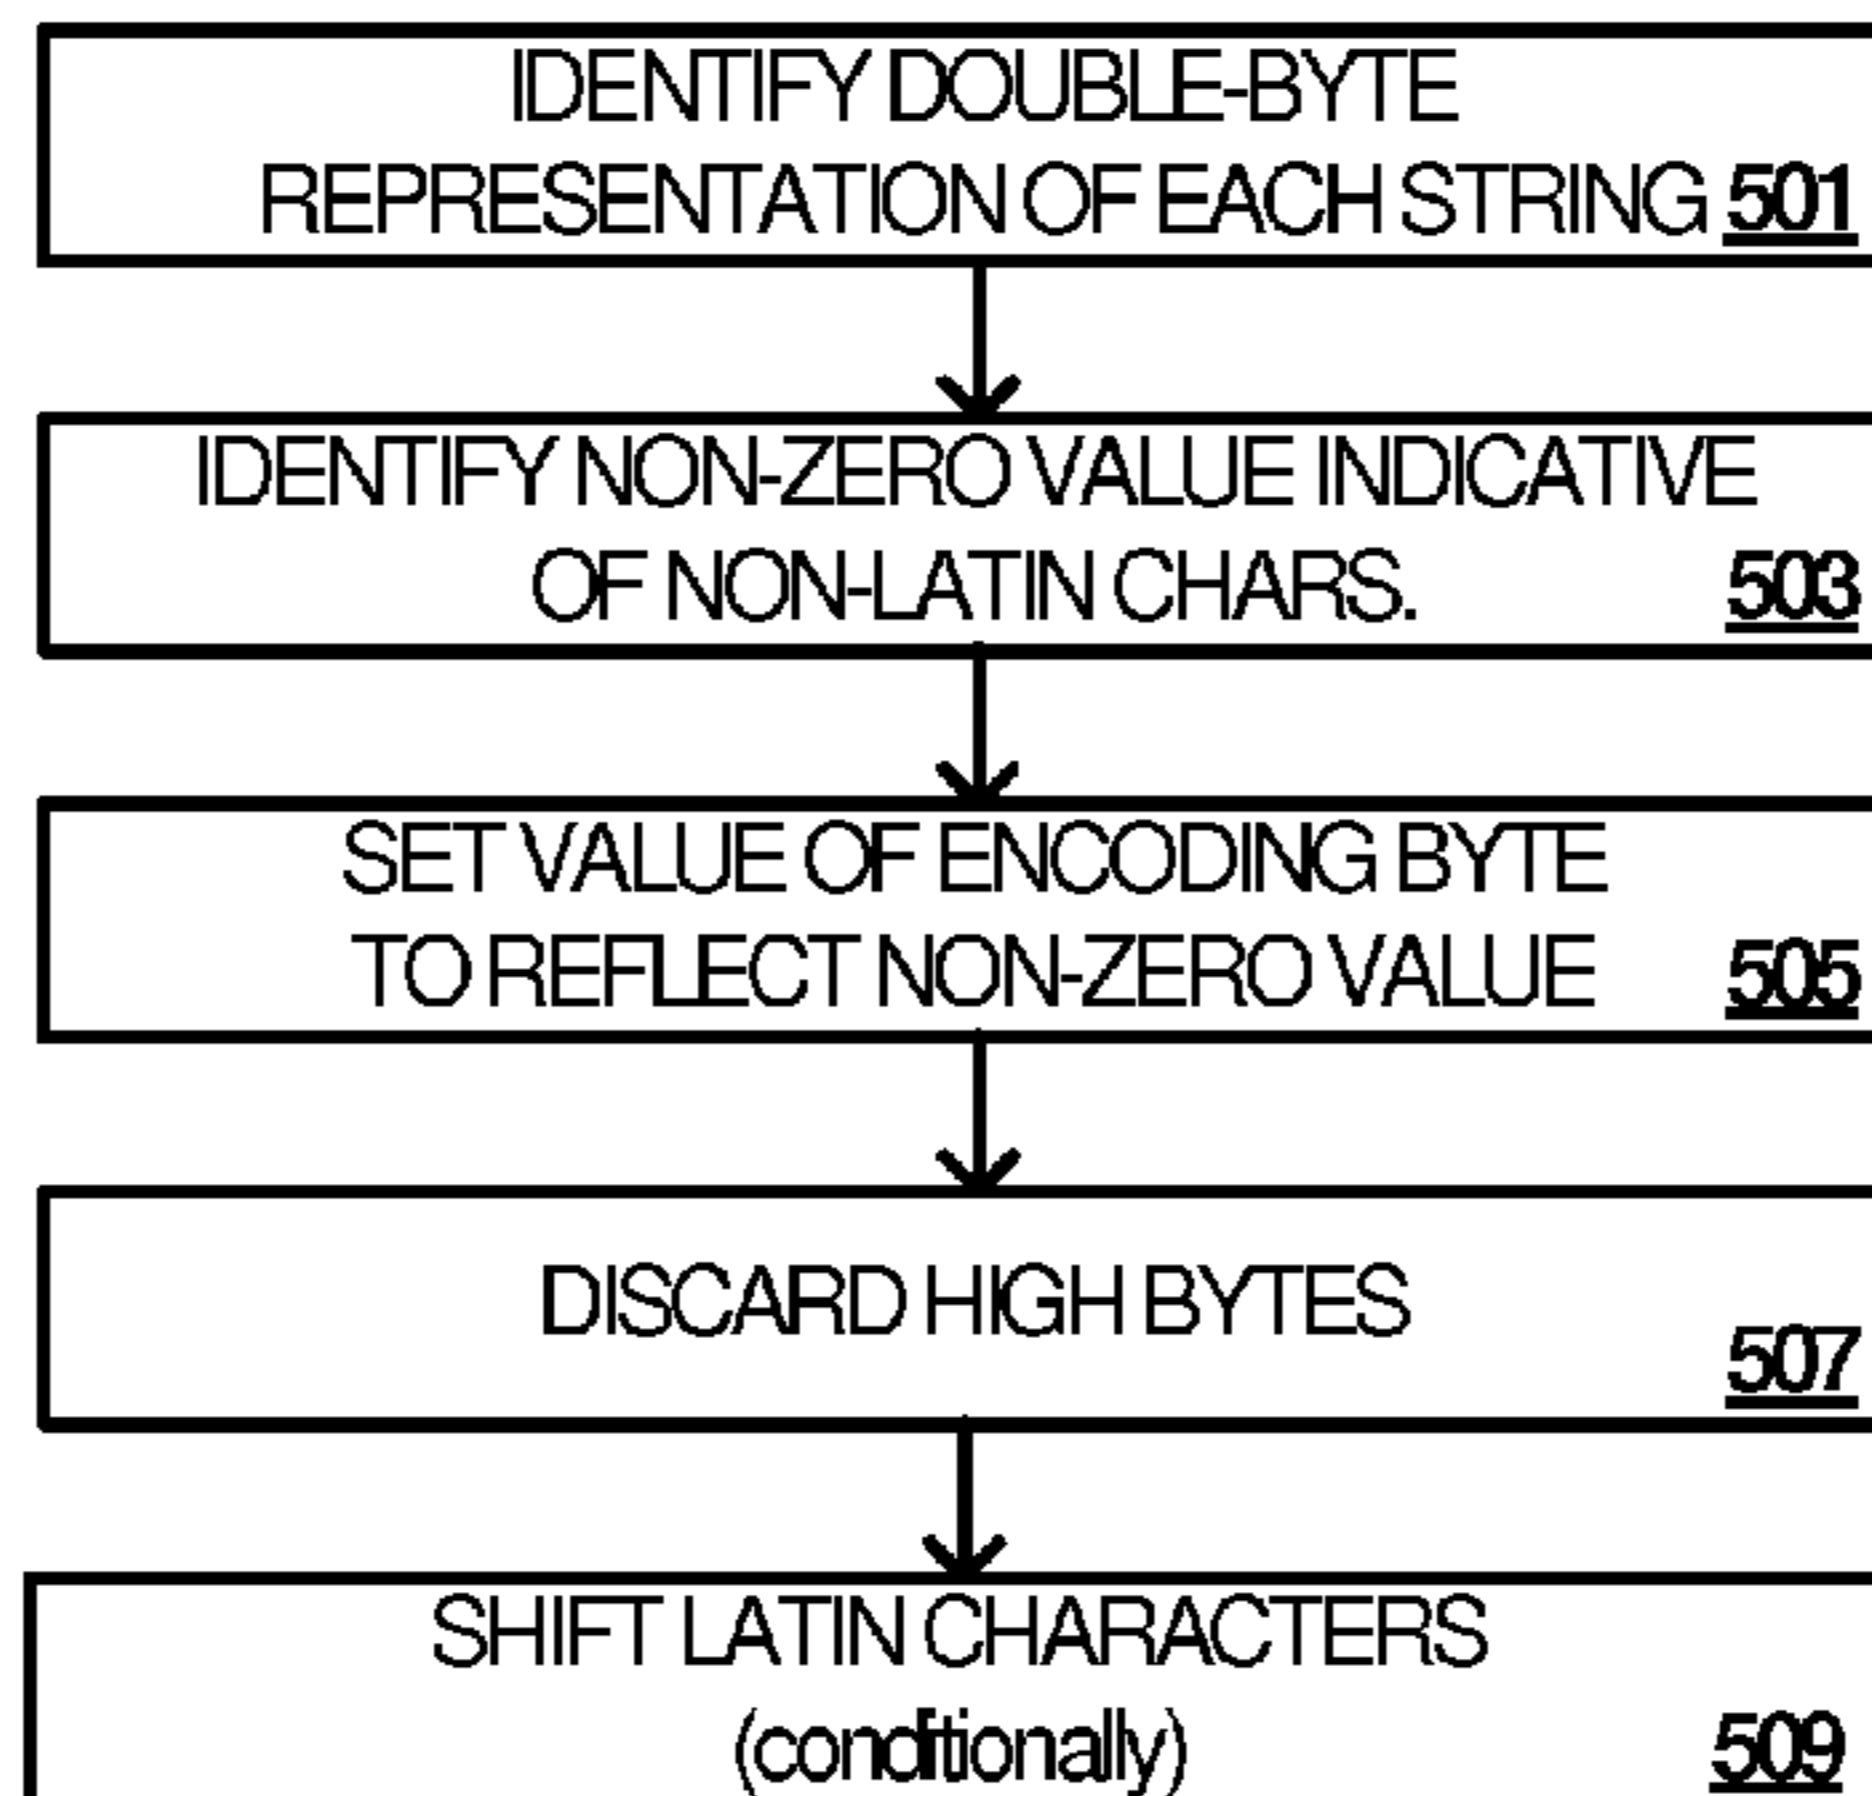 IDENTIFY DOUBLE-BYTE
REPRESENTATION OF EACH STRING 501
IDENTIFY NON-ZERO VALUE INDICATIVE
OF NON-LATIN CHARS. 503
SET VALUE OF ENCODING BYTE
TO REFLECT NON-ZERO VALUE 505
DISCARD HIGH BYTES
507
SHIFT LATIN CHARACTERS
(conditionally) 509